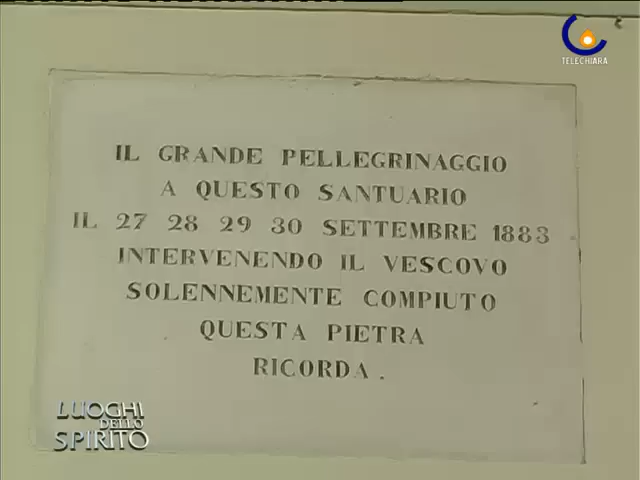 TELECHIARA
IL GRANDE PELLEGRINAGGIO
A QUESTO SANTUARIO
IL 27 28 29 30 SETTEMBRE 1883
INTERVENENDO IL VESCOVO
SOLENNEMENTE COMPIUTO
QUESTA PIETRA
RICORDA.
LUOGHI
DELLO
SPIRITO